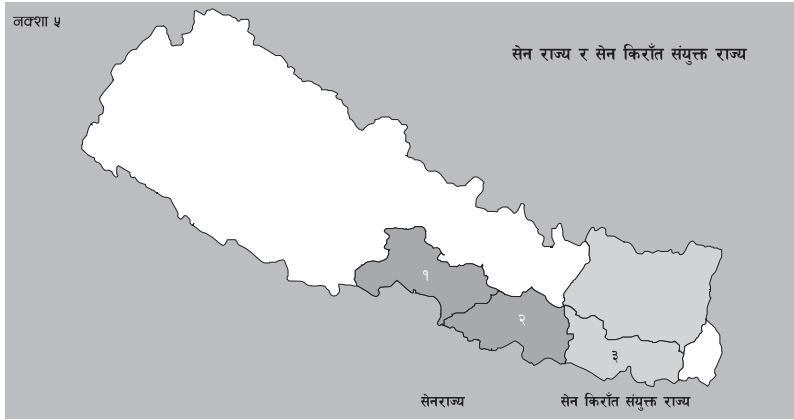 नक्शा ५
सेन राज्य र सेन किराँत संयुक्त राज्य
१
२
३
सेनराज्य
सेन किराँत संयुक्त राज्य